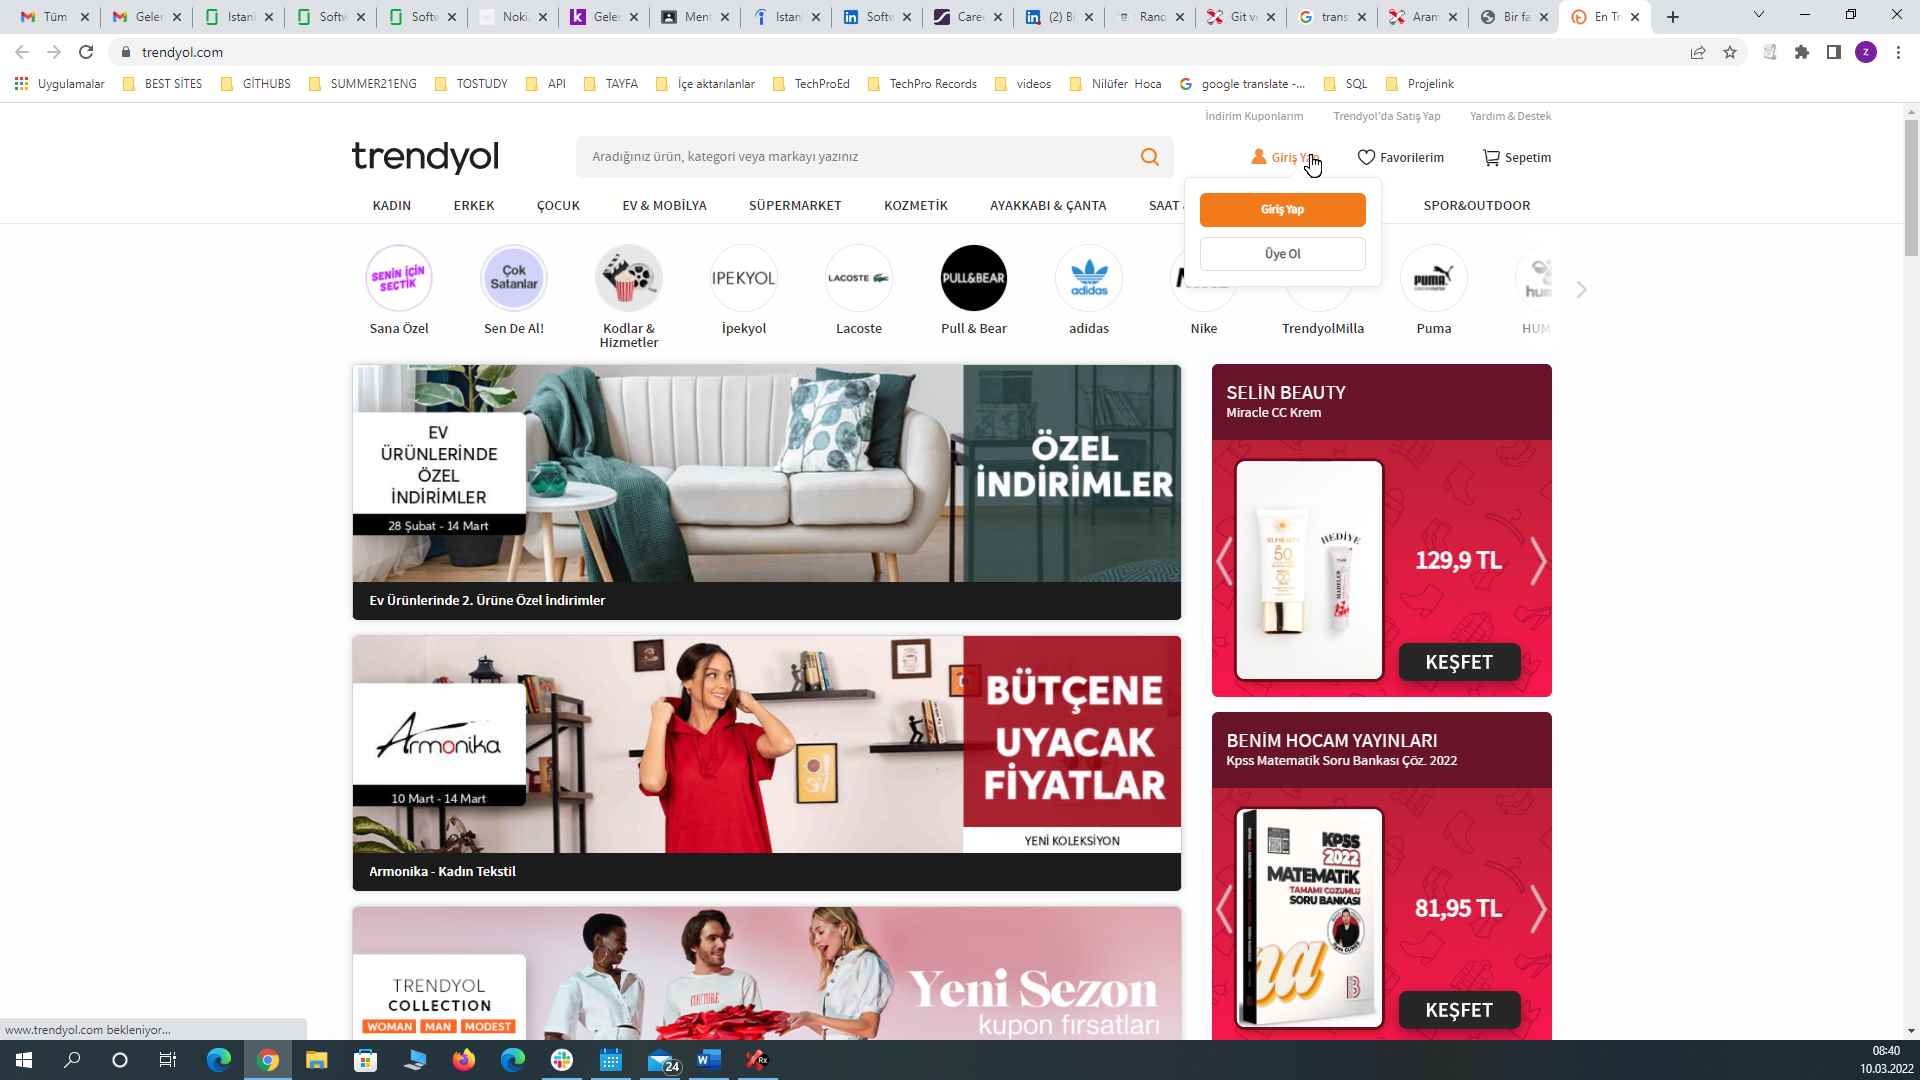 Tüm
Gelen
Istan
Softw
Softw
Noki
Geler
Ment
Istan
Softw
Care
(2) B
Rand
Git v
trans
Aram
Bir fa
En Tr
trendyol.com
Uygulamalar
BEST SİTES
GİTHUBS
SUMMER21ENG
TOSTUDY
API
TAYFA
İçe aktarılanlar
TechProEd
TechPro Records
videos
Nilüfer Hoca
google translate -...
SQL
Projelink
İndirim Kuponlarım
Trendyol'da Satış Yap
Yardım & Destek
trendyol
Aradığınız ürün, kategori veya markayı yazınız
Giriş Yap
Favorilerim
Sepetim
KADIN
ERKEK
ÇOCUK
EV & MOBİLYA
SÜPERMARKET
KOZMETİK
AYAKKABI & ÇANTA
SAAT
SPOR&OUTDOOR
Giriş Yap
Üye Ol
SENİN İÇİN
SEÇTİK
Çok
Satanlar
IPEKYOL
LACOSTE
PULL&BEAR
adidas
PUMA
hum
Sana Özel
Sen De Al!
Kodlar &
Hizmetler
İpekyol
Lacoste
Pull & Bear
adidas
Nike
TrendyolMilla
Puma
HUM
EV
ÜRÜNLERİNDE
ÖZEL
İNDİRİMLER
28 Şubat - 14 Mart
ÖZEL
İNDİRİMLER
Ev Ürünlerinde 2. Ürüne Özel İndirimler
SELİN BEAUTY
Miracle CC Krem
50
HEDİYE
129,9 TL
KEŞFET
Armonika
10 Mart - 14 Mart
BÜTÇENE
UYACAK
FİYATLAR
YENİ KOLEKSİYON
Armonika - Kadın Tekstil
BENİM HOCAM YAYINLARI
Kpss Matematik Soru Bankası Çöz. 2022
KPSS
2022
MATEMATİK
TAMAMI ÇÖZÜMLÜ
SORU BANKASI
81,95 TL
KEŞFET
TRENDYOL
COLLECTION
WOMAN
MAN
MODEST
Yeni Sezon
kupon fırsatları
www.trendyol.com bekleniyor...
24
08:40
10.03.2022